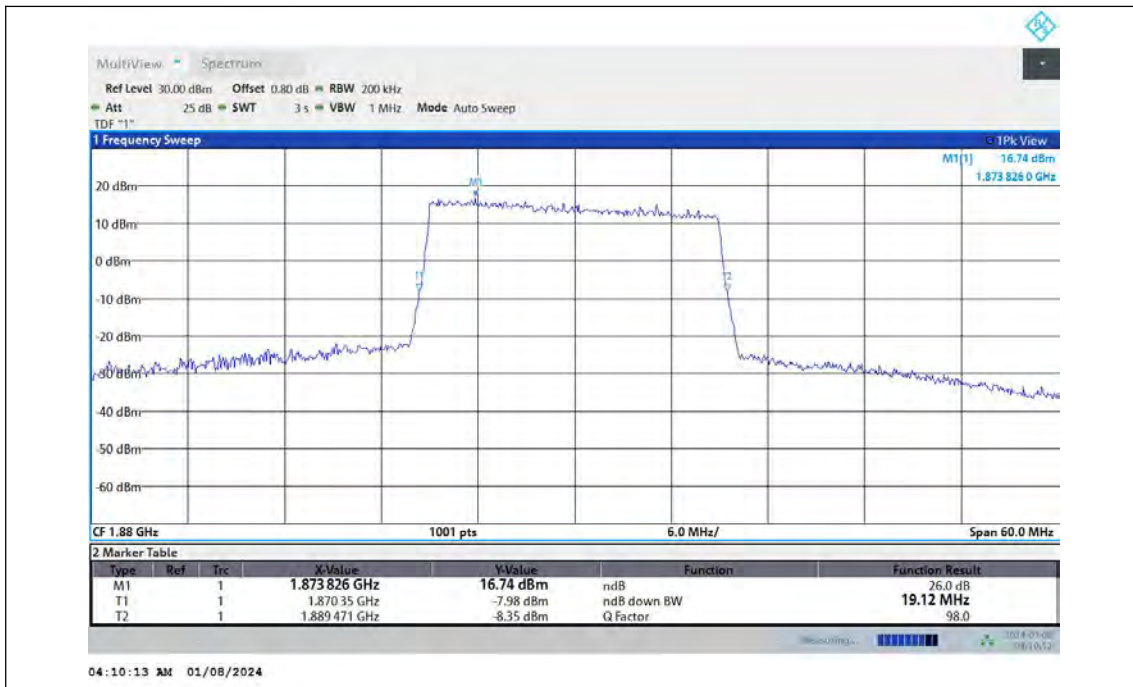 R S
MultiView Spectrum
Ref Level 30.00 dBm Offset 0.80 dB RBW 200 kHz
Att 25 dB SWT 3 s VBW 1 MHz Mode Auto Sweep
TDF "1"
1 Frequency Sweep 1Pk View
M1[1] 16.74 dBm
1.873 826 0 GHz
M1
20 dBm
10 dBm
0 dBm
T1 T2
-10 dBm
-20 dBm
-30 dBm
-40 dBm
-50 dBm
-60 dBm
CF 1.88 GHz 1001 pts 6.0 MHz/ Span 60.0 MHz
2 Marker Table
Type Ref Trc X-Value Y-Value Function Function Result
M1 1 1.873 826 GHz 16.74 dBm ndB 26.0 dB
T1 1 1.870 35 GHz -7.98 dBm ndB down BW 19.12 MHz
T2 1 1.889 471 GHz -8.35 dBm Q Factor 98.0
Measuring...
04:10:13 AM 01/08/2024